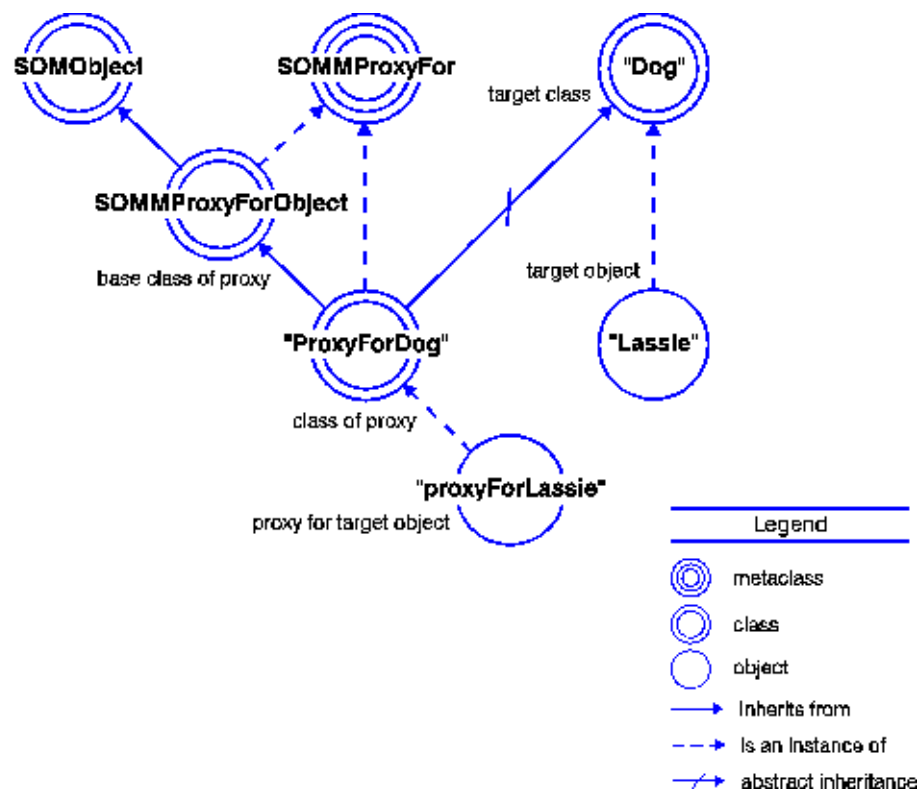 SOMObject
SOMMProxyFor
"Dog"
target class
SOMMProxyForObject
base class of proxy
target object
"ProxyForDog"
"Lassie"
class of proxy
"proxyForLassie"
proxy for target object
Legend
metaclass
class
object
Inherits from
Is an Instance of
abstract inheritance